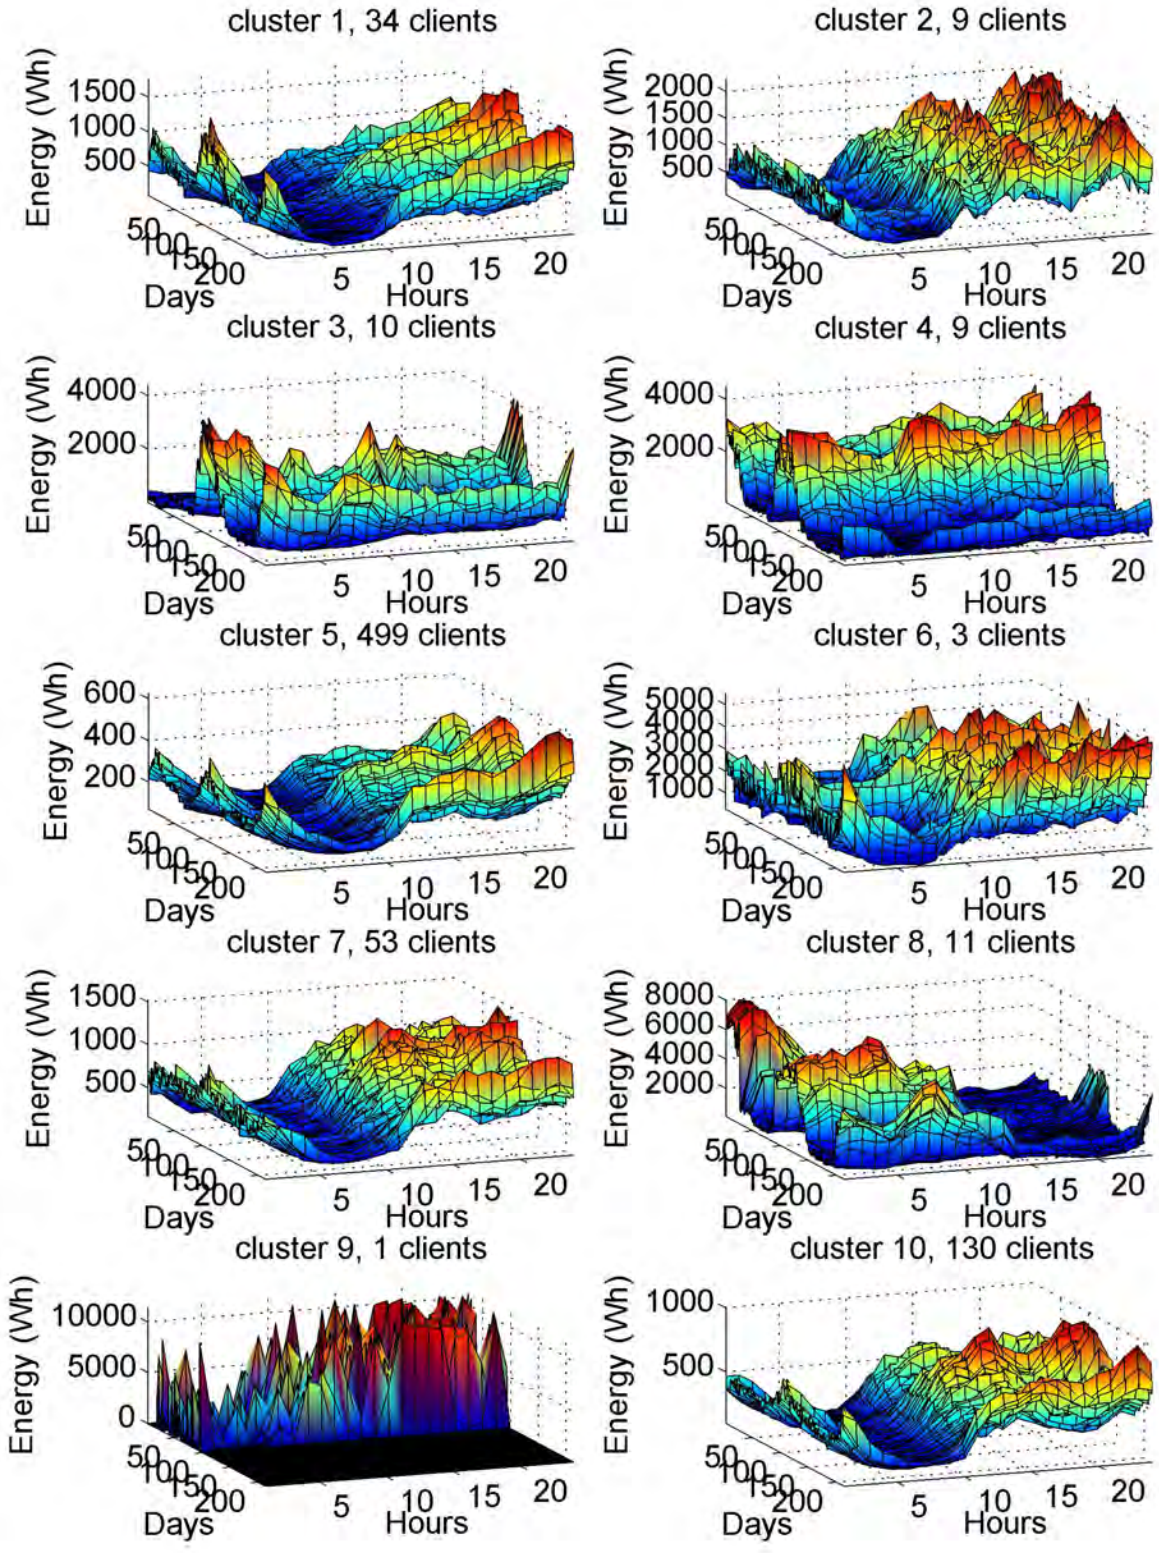 cluster 1, 34 clients
Energy (Wh)
1500
1000
500
50
100
150
200
Days
5
10
15
20
Hours
cluster 2, 9 clients
Energy (Wh)
2000
1500
1000
500
50
100
150
200
Days
5
10
15
20
Hours
cluster 3, 10 clients
Energy (Wh)
4000
2000
50
100
150
200
Days
5
10
15
20
Hours
cluster 4, 9 clients
Energy (Wh)
4000
2000
50
100
150
200
Days
5
10
15
20
Hours
cluster 5, 499 clients
Energy (Wh)
600
400
200
50
100
150
200
Days
5
10
15
20
Hours
cluster 6, 3 clients
Energy (Wh)
5000
4000
3000
2000
1000
50
100
150
200
Days
5
10
15
20
Hours
cluster 7, 53 clients
Energy (Wh)
1500
1000
500
50
100
150
200
Days
5
10
15
20
Hours
cluster 8, 11 clients
Energy (Wh)
8000
6000
4000
2000
50
100
150
200
Days
5
10
15
20
Hours
cluster 9, 1 clients
Energy (Wh)
10000
5000
0
50
100
150
200
Days
5
10
15
20
Hours
cluster 10, 130 clients
Energy (Wh)
1000
500
50
100
150
200
Days
5
10
15
20
Hours